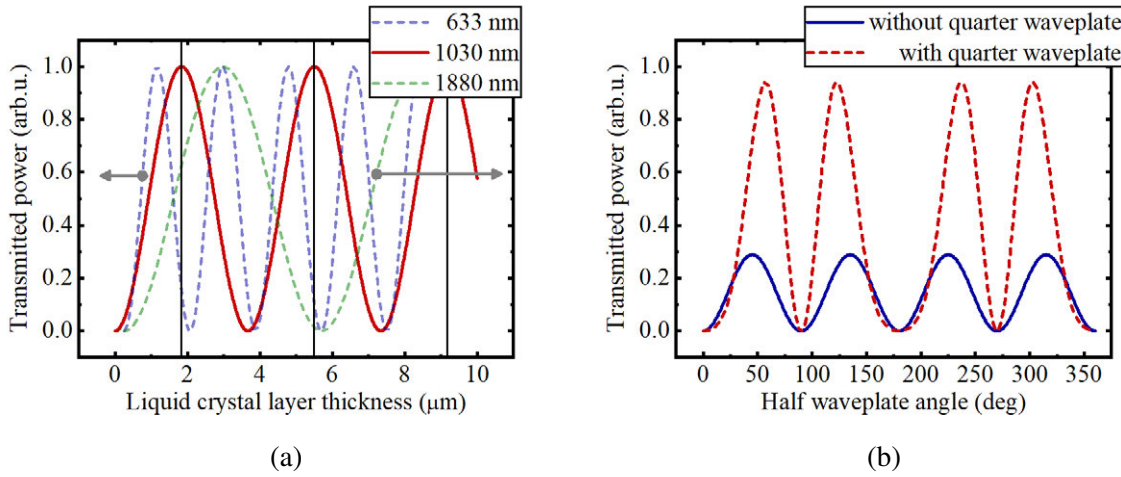 633 nm
1030 nm
1880 nm
Transmitted power (arb.u.)
1.0
0.8
0.6
0.4
0.2
0.0
0 2 4 6 8 10
Liquid crystal layer thickness (μm)
(a)
without quarter waveplate
with quarter waveplate
Transmitted power (arb.u.)
1.0
0.8
0.6
0.4
0.2
0.0
0 50 100 150 200 250 300 350
Half waveplate angle (deg)
(b)